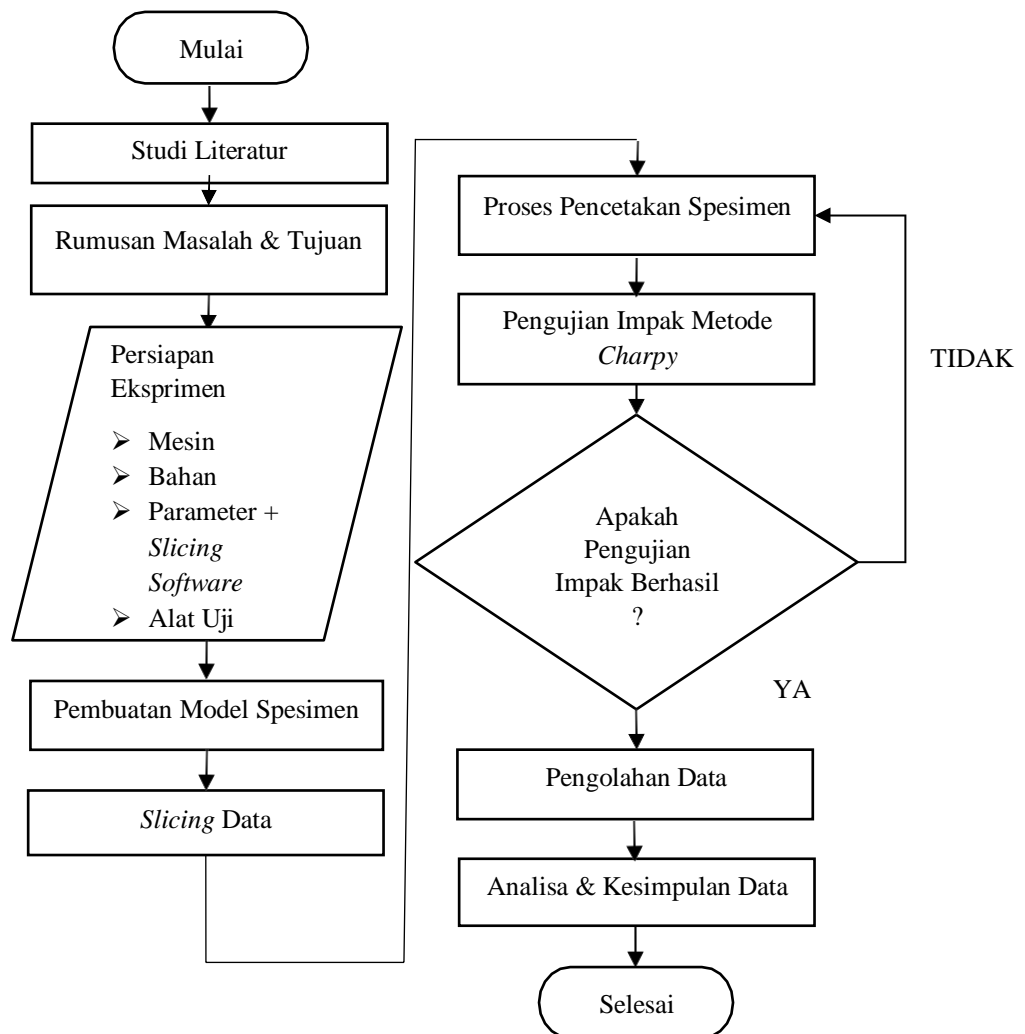 Mulai
Studi Literatur
Rumusan Masalah & Tujuan
Persiapan
Eksprimen
➢ Mesin
➢ Bahan
➢ Parameter +
Slicing
Software
➢ Alat Uji
Pembuatan Model Spesimen
Slicing Data
Proses Pencetakan Spesimen
Pengujian Impak Metode
Charpy
TIDAK
Apakah
Pengujian
Impak Berhasil
?
YA
Pengolahan Data
Analisa & Kesimpulan Data
Selesai